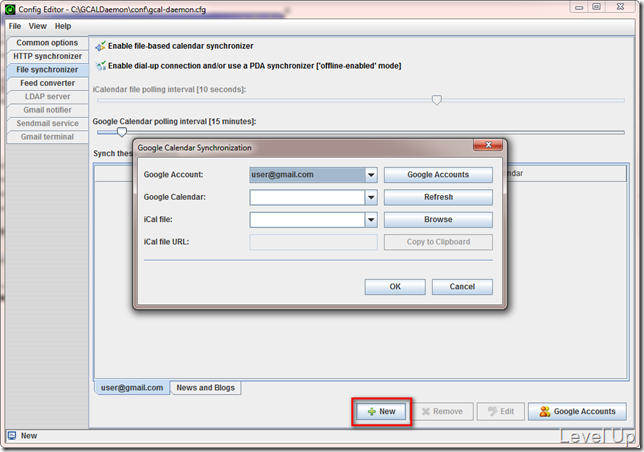 Config Editor - C:\GCALDaemon\conf\gcal-daemon.cfg
File View Help
Common options
HTTP synchronizer
File synchronizer
Feed converter
LDAP server
Gmail notifier
Sendmail service
Gmail terminal
Enable file-based calendar synchronizer
Enable dial-up connection and/or use a PDA synchronizer ['offline-enabled' mode]
iCalendar file polling interval [10 seconds]:
Google Calendar polling interval [15 minutes]:
Synch thes
ndar
Google Calendar Synchronization
Google Account: user@gmail.com Google Accounts
Google Calendar: Refresh
iCal file: Browse
iCal file URL: Copy to Clipboard
OK Cancel
user@gmail.com News and Blogs
New Remove Edit Google Accounts
New
Level Up